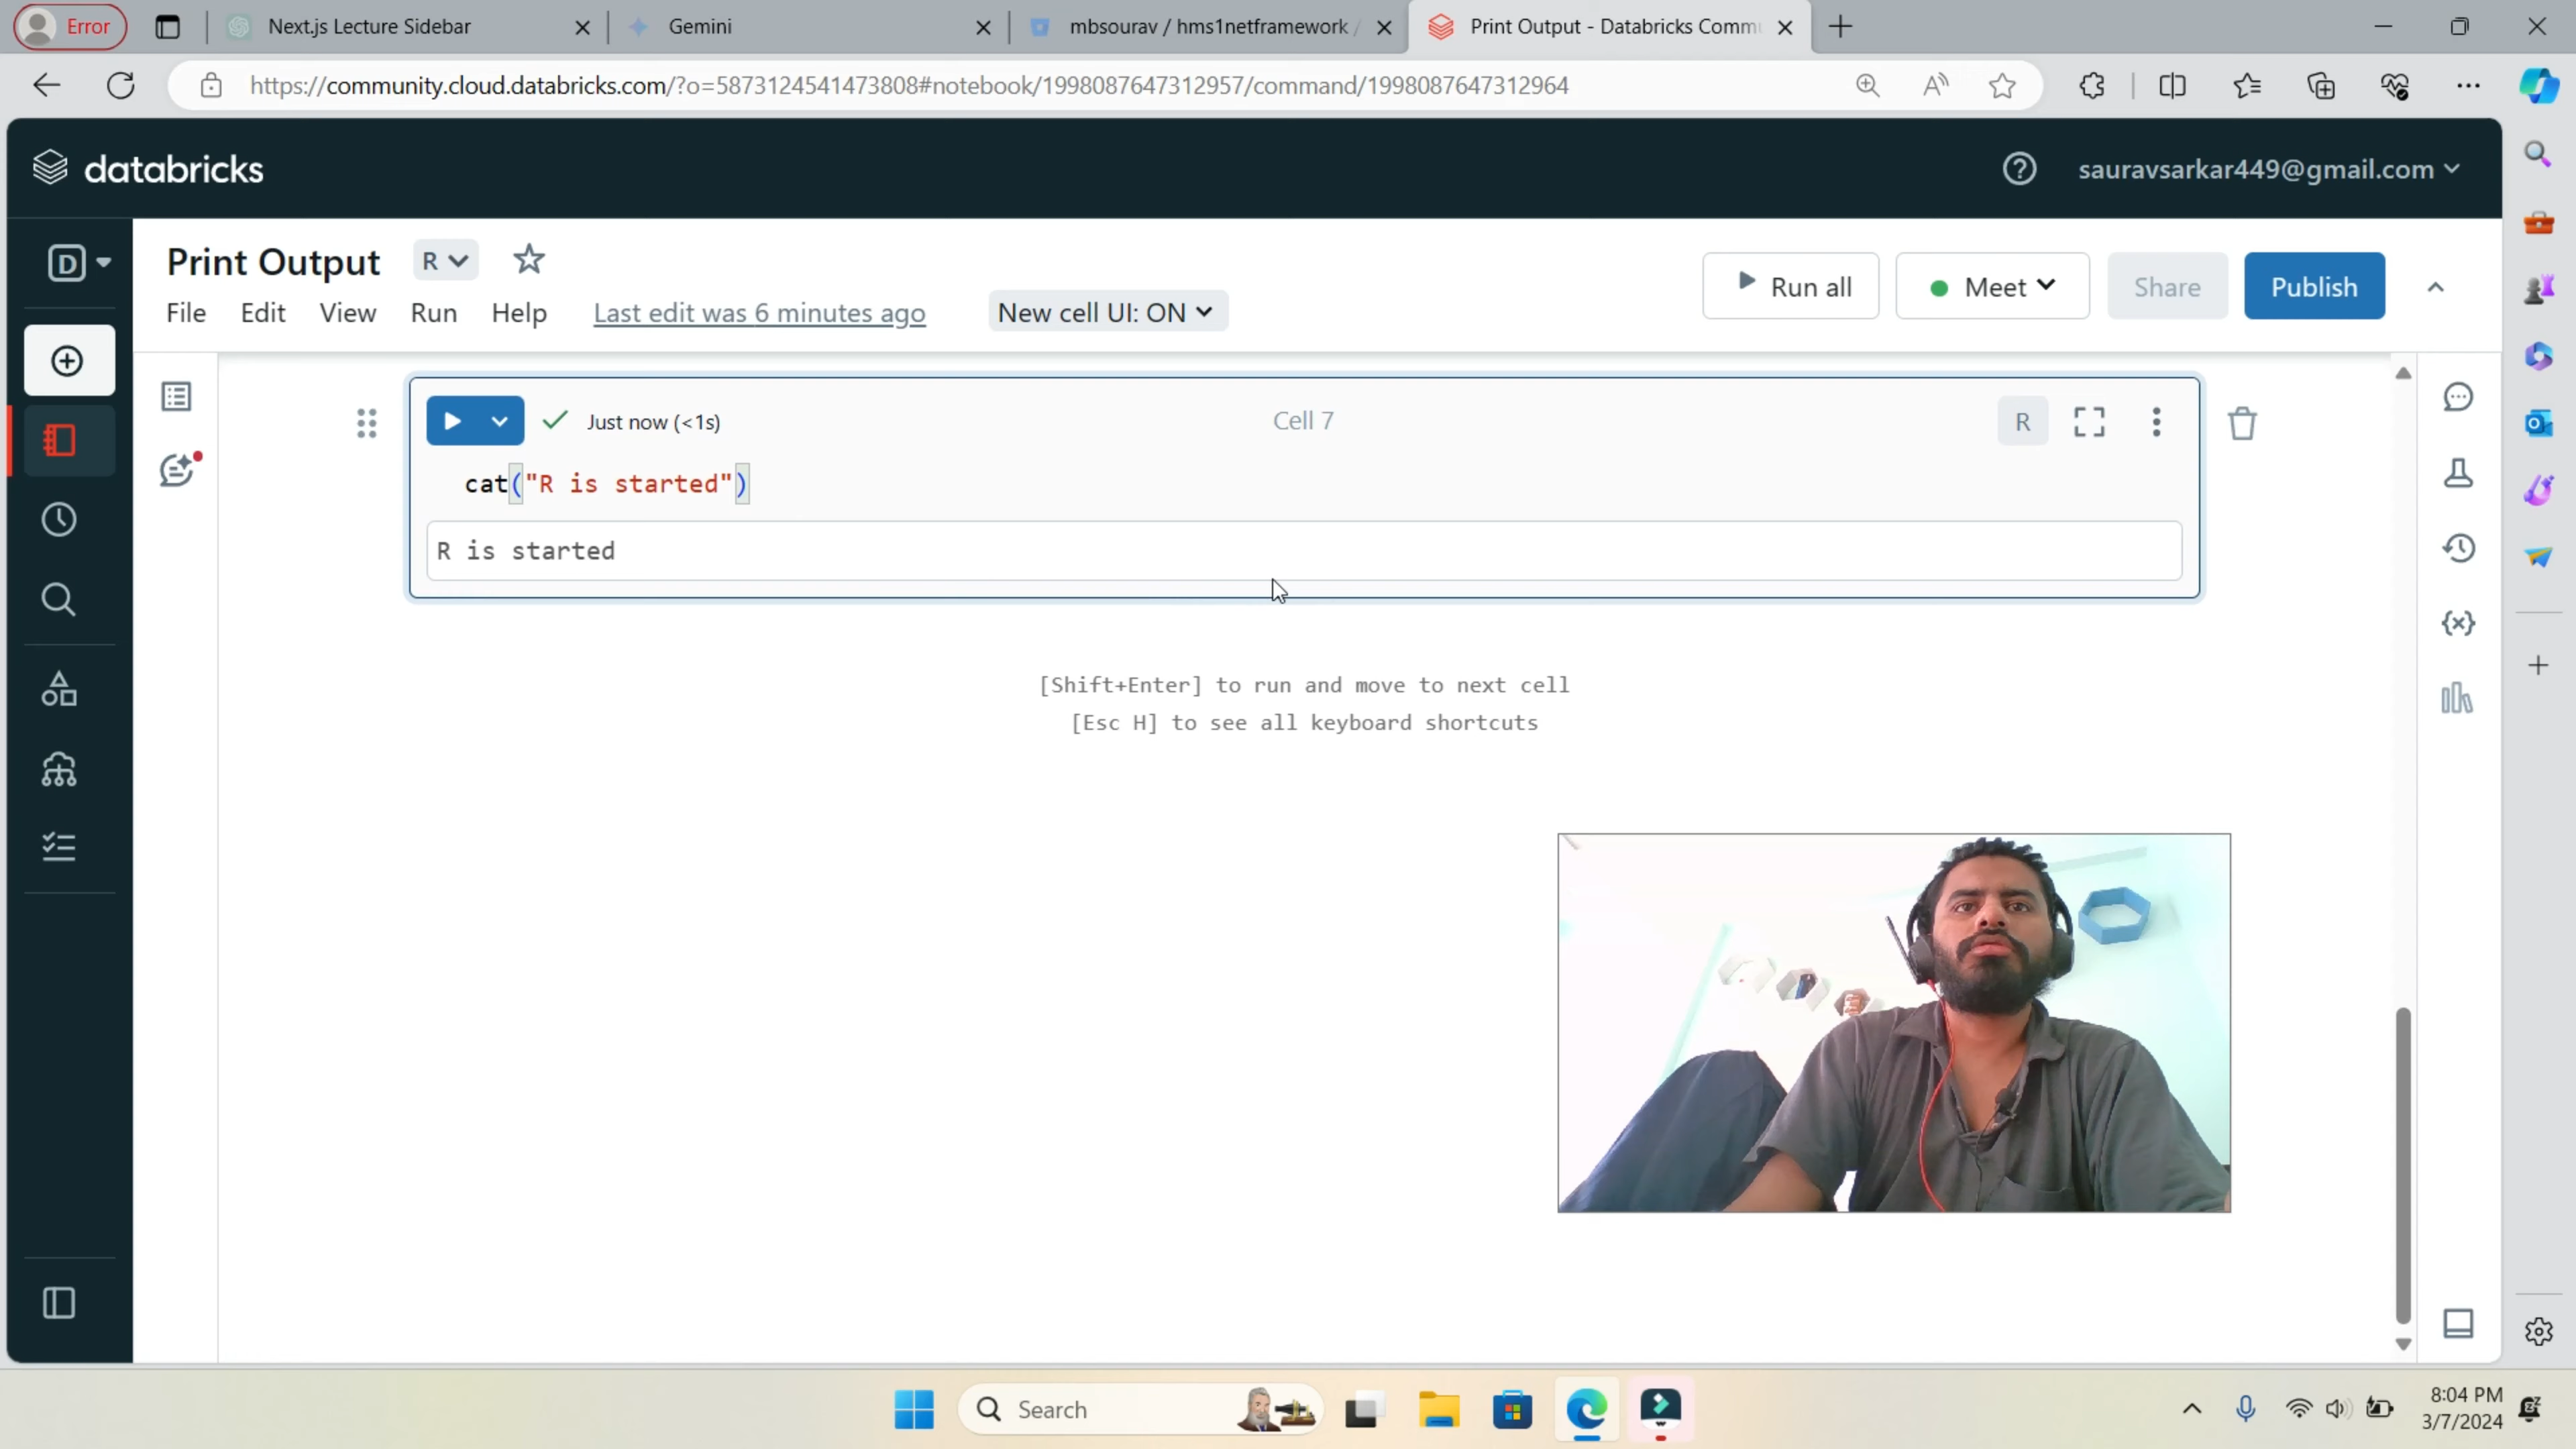 Error
Next.js Lecture Sidebar
Gemini
mbsourav / hms1netframework /
Print Output - Databricks Comm
https://community.cloud.databricks.com/?o=5873124541473808#notebook/1998087647312957/command/1998087647312964
databricks
sauravsarkar449@gmail.com
D
Print Output
R
Run all
Meet
Share
Publish
File
Edit
View
Run
Help
Last edit was 6 minutes ago
New cell UI: ON
Just now (<1s)
Cell 7
R
cat("R is started")
R is started
[Shift+Enter] to run and move to next cell
[Esc H] to see all keyboard shortcuts
Search
8:04 PM
3/7/2024